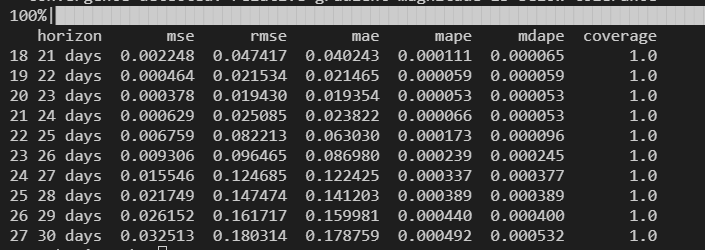 100%|
horizon mse rmse mae mape mdape coverage
18 21 days 0.002248 0.047417 0.040243 0.000111 0.000065 1.0
19 22 days 0.000464 0.021534 0.021465 0.000059 0.000059 1.0
20 23 days 0.000378 0.019430 0.019354 0.000053 0.000053 1.0
21 24 days 0.000629 0.025085 0.023822 0.000066 0.000053 1.0
22 25 days 0.006759 0.082213 0.063030 0.000173 0.000096 1.0
23 26 days 0.009306 0.096465 0.086980 0.000239 0.000245 1.0
24 27 days 0.015546 0.124685 0.122425 0.000337 0.000377 1.0
25 28 days 0.021749 0.147474 0.141203 0.000389 0.000389 1.0
26 29 days 0.026152 0.161717 0.159981 0.000440 0.000400 1.0
27 30 days 0.032513 0.180314 0.178759 0.000492 0.000532 1.0